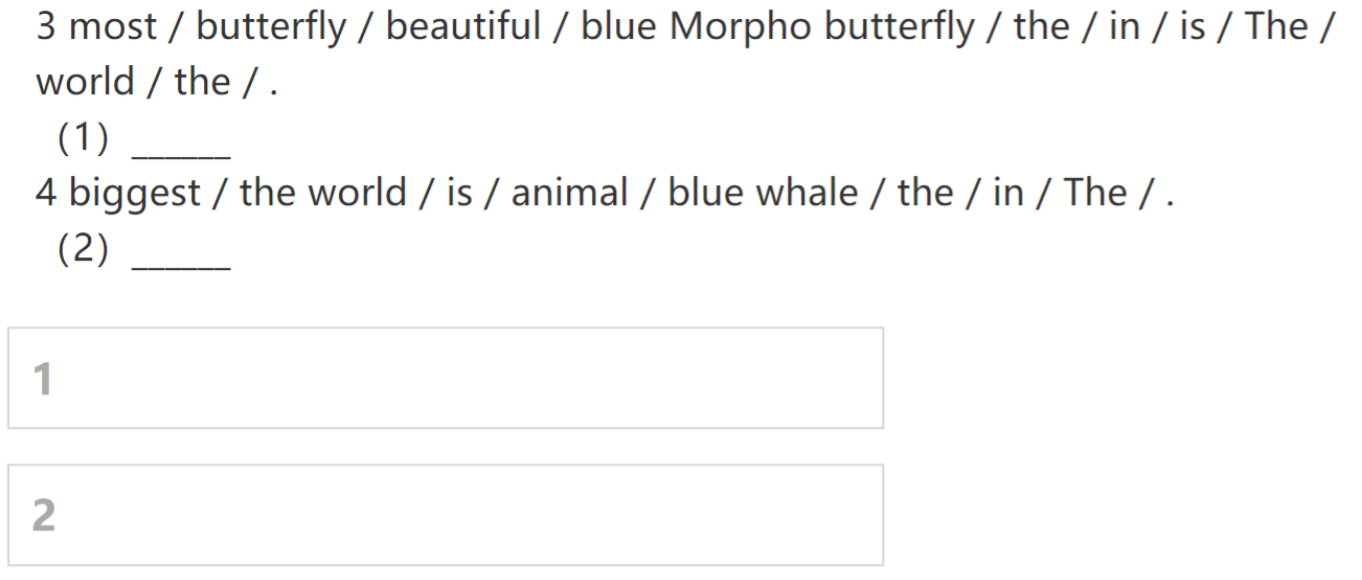 3 most / butterfly / beautiful / blue Morpho butterfly / the / in / is / The /
world / the / .
(1) ______
4 biggest / the world / is / animal / blue whale / the / in / The / .
(2) ______
1
2